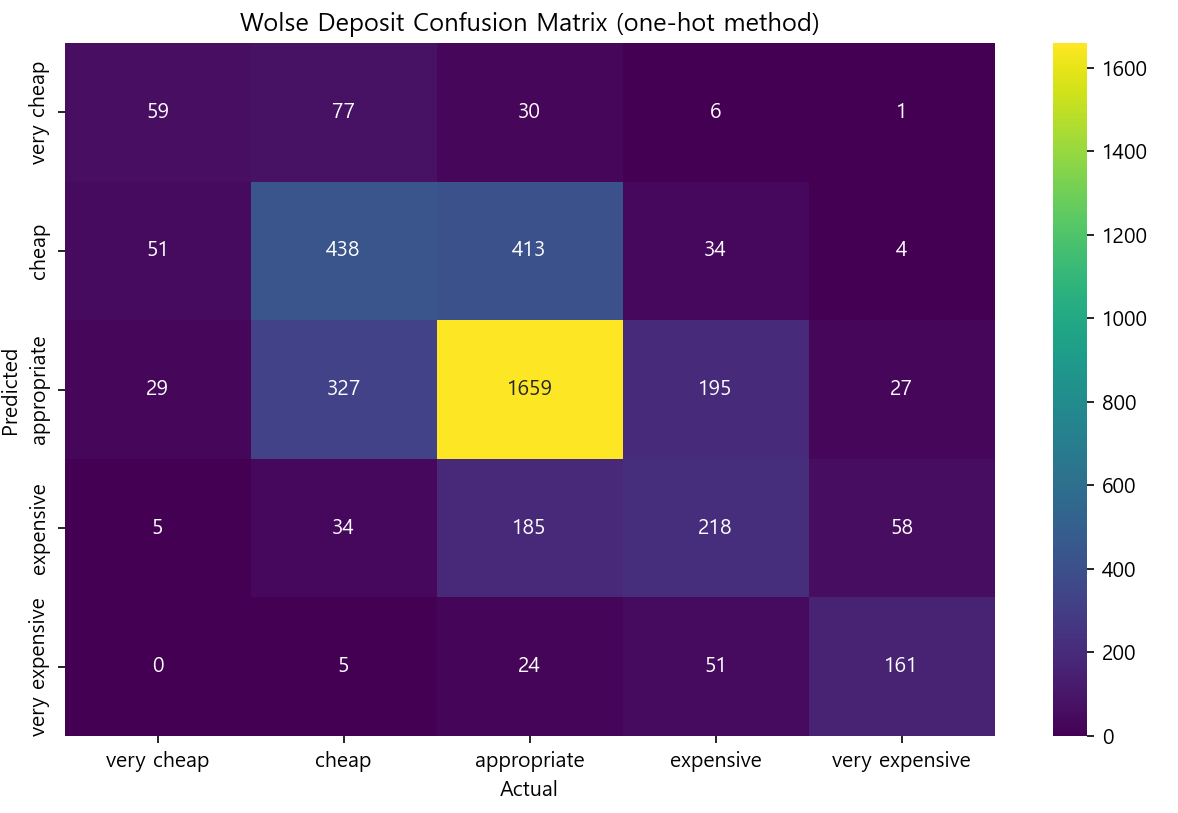 Wolse Deposit Confusion Matrix (one-hot method)
Predicted
very cheap
59 77 30 6 1
cheap
51 438 413 34 4
appropriate
29 327 1659 195 27
expensive
5 34 185 218 58
very expensive
0 5 24 51 161
very cheap cheap appropriate expensive very expensive
Actual
1600
1400
1200
1000
800
600
400
200
0